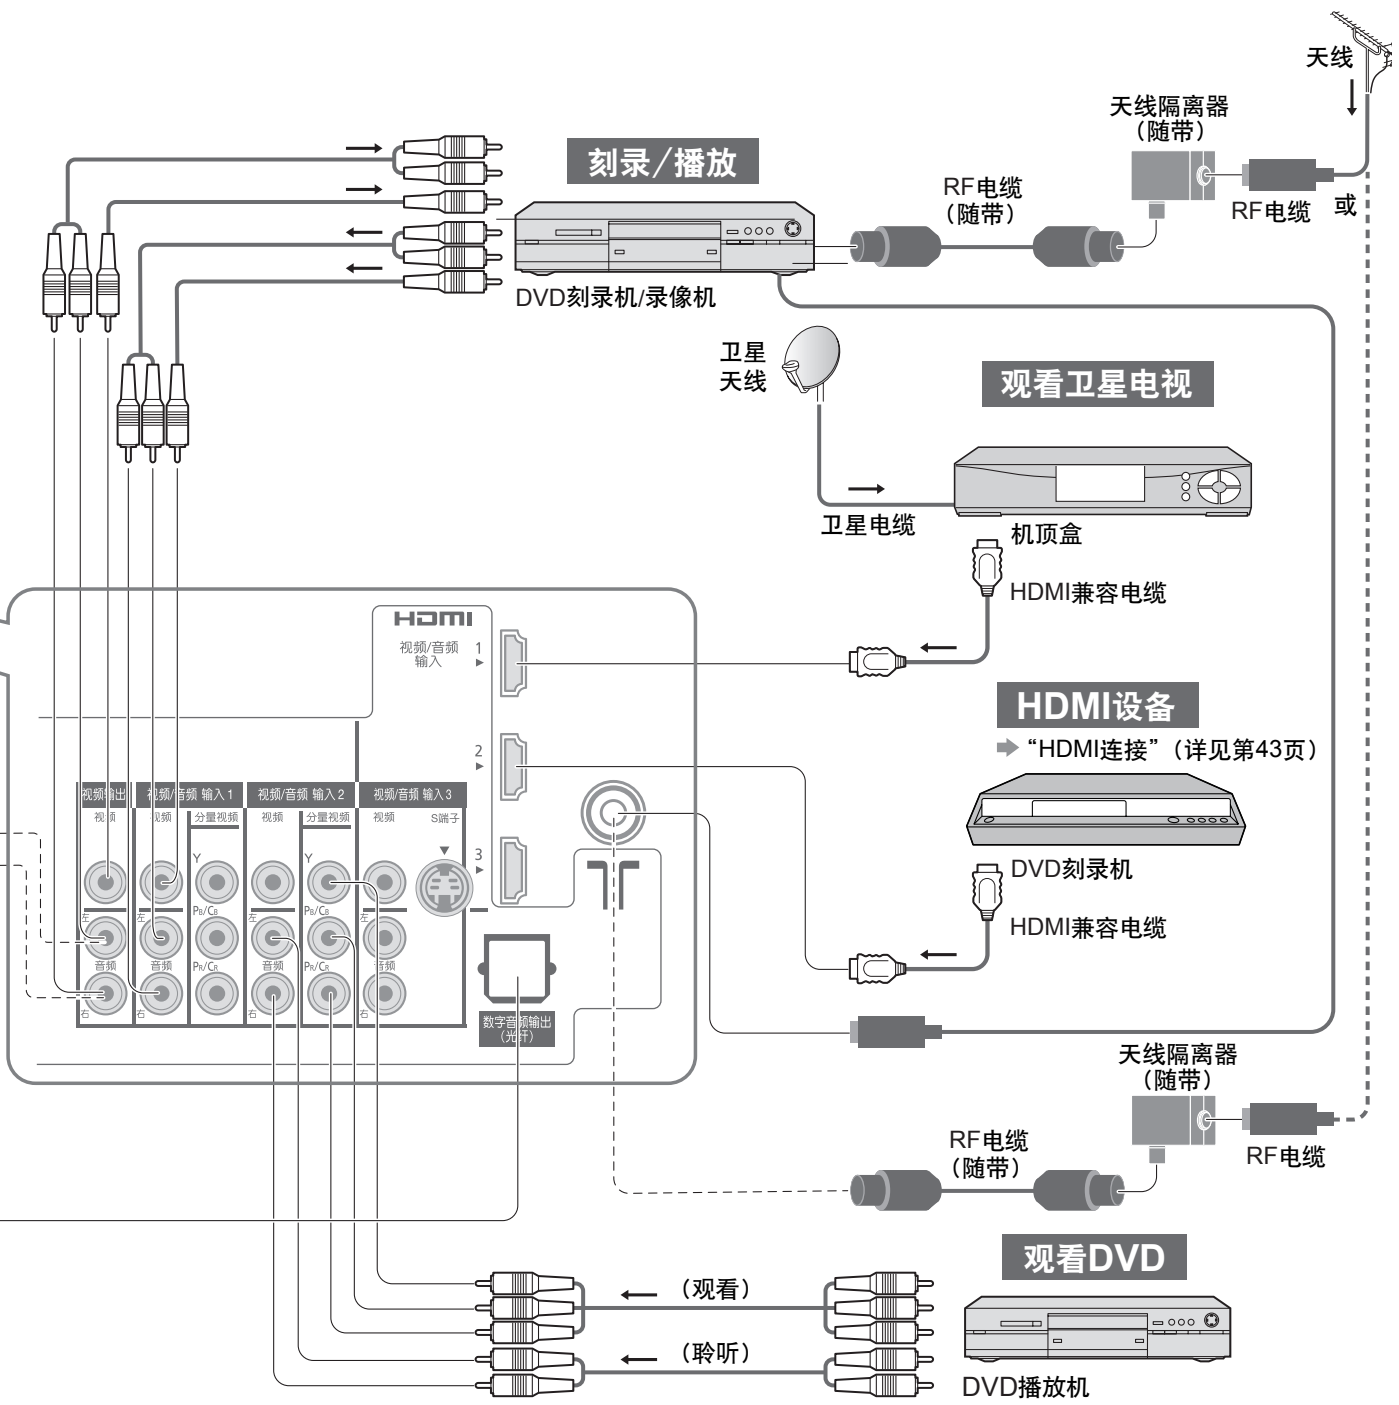 天线
天线隔离器
（随带）
刻录/播放
RF电缆
（随带）
RF电缆
或
DVD刻录机/录像机
卫星
天线
观看卫星电视
卫星电缆
机顶盒
HDMI兼容电缆
HDMI
视频/音频
输入
1
HDMI设备
“HDMI连接”（详见第43页）
2
视频输出
视频/音频 输入1
视频/音频 输入2
视频/音频 输入3
视频
视频
分量视频
视频
分量视频
视频
S端子
Y
Y
3
DVD刻录机
左
左
PB/CB
左
PB/CB
左
HDMI兼容电缆
音频
音频
PR/CR
音频
PR/CR
音频
右
右
右
右
数字音频输出
（光纤）
天线隔离器
（随带）
RF电缆
（随带）
RF电缆
观看DVD
（观看）
（聆听）
DVD播放机